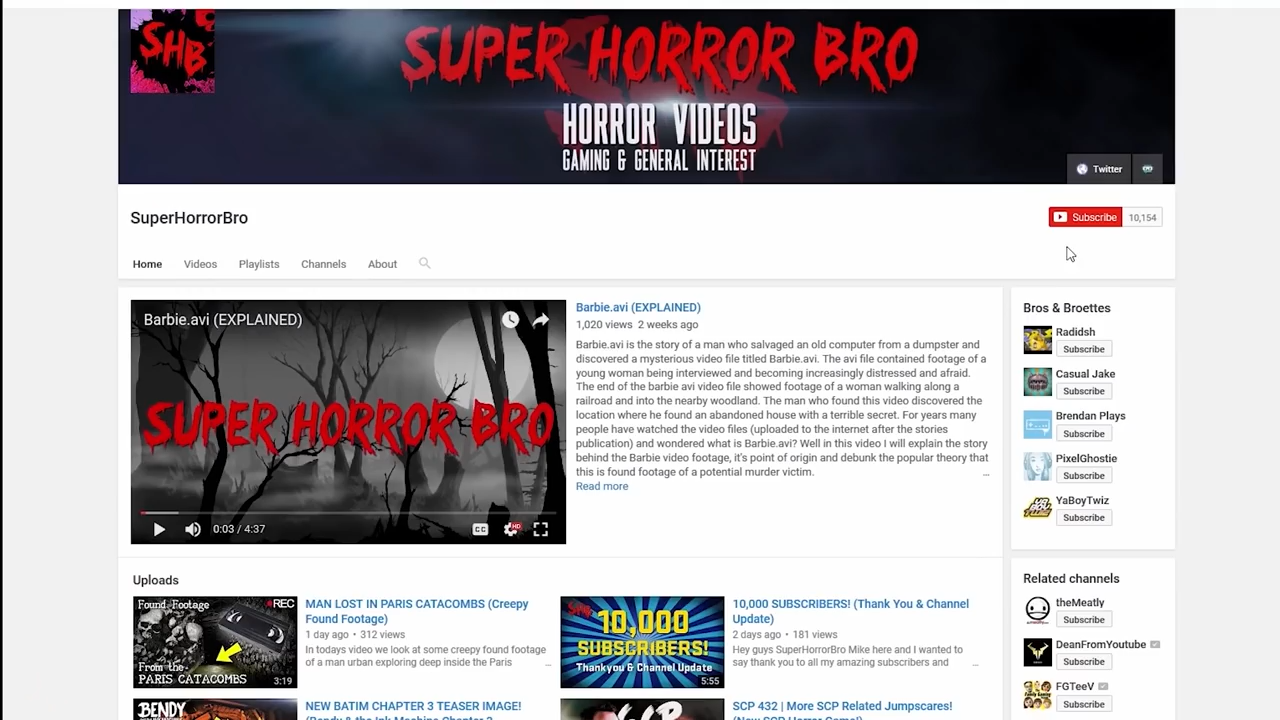 SHB
SUPER HORROR BRO
HORROR VIDEOS
GAMING & GENERAL INTEREST
Twitter
SuperHorrorBro
Subscribe 10,154
Home Videos Playlists Channels About
Barbie.avi (EXPLAINED)
SUPER HORROR BRO
0:03 / 4:37
CC
HD
Barbie.avi (EXPLAINED)
1,020 views 2 weeks ago
Barbie.avi is the story of a man who salvaged an old computer from a dumpster and
discovered a mysterious video file titled Barbie.avi. The avi file contained footage of a
young woman being interviewed and becoming increasingly distressed and afraid.
The end of the barbie avi video file showed footage of a woman walking along a
railroad and into the nearby woodland. The man who found this video discovered the
location where he found an abandoned house with a terrible secret. For years many
people have watched the video files (uploaded to the internet after the stories
publication) and wondered what is Barbie.avi? Well in this video I will explain the story
behind the Barbie video footage, it's point of origin and debunk the popular theory that
this is found footage of a potential murder victim.
...
Read more
Bros & Broettes
Radidsh
Subscribe
Casual Jake
Subscribe
Brendan Plays
Subscribe
PixelGhostie
Subscribe
YaBoyTwiz
Subscribe
Related channels
theMeatly
Subscribe
DeanFromYoutube
Subscribe
FGTeeV
Subscribe
Uploads
Found Footage
REC
From the
PARIS CATACOMBS
3:19
MAN LOST IN PARIS CATACOMBS (Creepy
Found Footage)
1 day ago • 312 views
In todays video we look at some creepy found footage
of a man urban exploring deep inside the Paris ...
10,000
SUBSCRIBERS!
Thankyou & Channel Update
5:55
10,000 SUBSCRIBERS! (Thank You & Channel
Update)
2 days ago • 181 views
Hey guys SuperHorrorBro Mike here and I wanted to
say thank you to all my amazing subscribers and ...
BENDY
NEW BATIM CHAPTER 3 TEASER IMAGE!
(Bendy & the Ink Machine Chapter 3
SCP
SCP 432 | More SCP Related Jumpscares!
(New SCP Horror Game!)